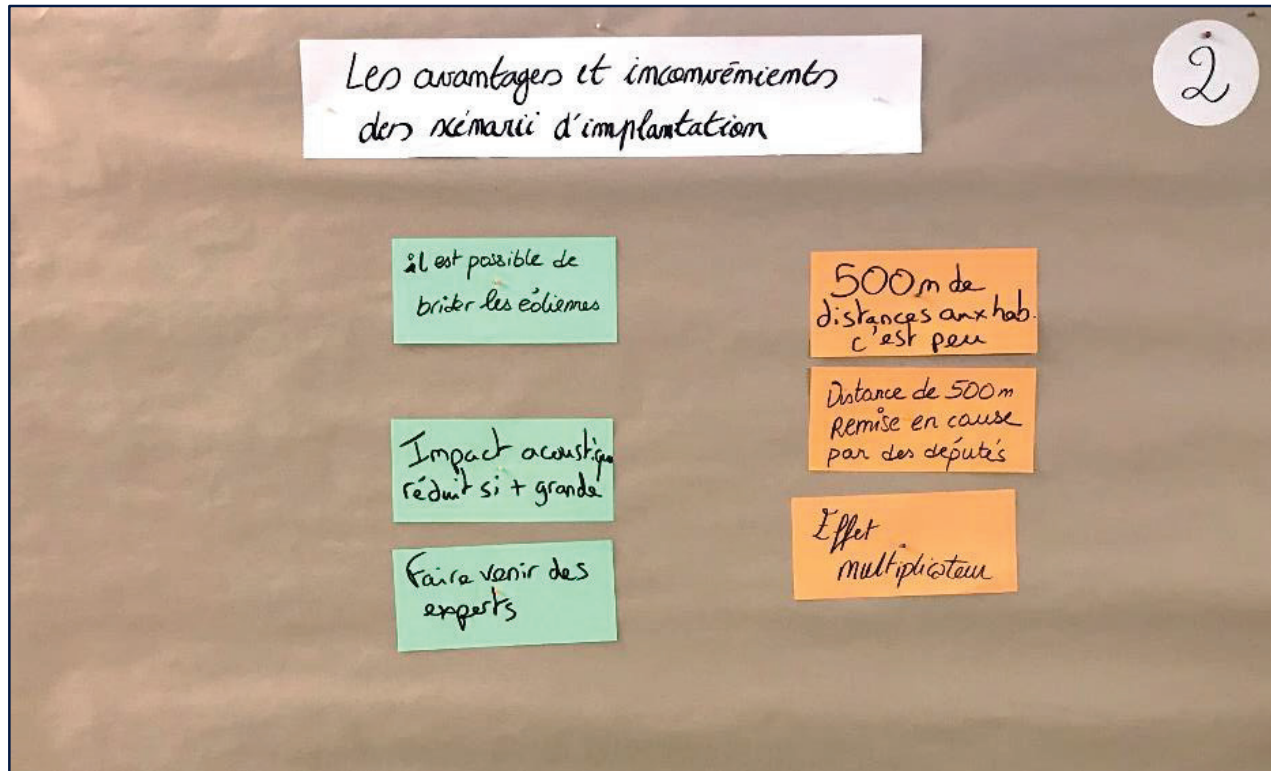 Les avantages et inconvénients
des scénarii d'implantation
2
il est possible de
brider les éoliennes
Impact acoustique
réduit si + grande
Faire venir des
experts
500m de
distances aux hab.
c'est peu
Distance de 500m
Remise en cause
par des députés
Effet
multiplicateur